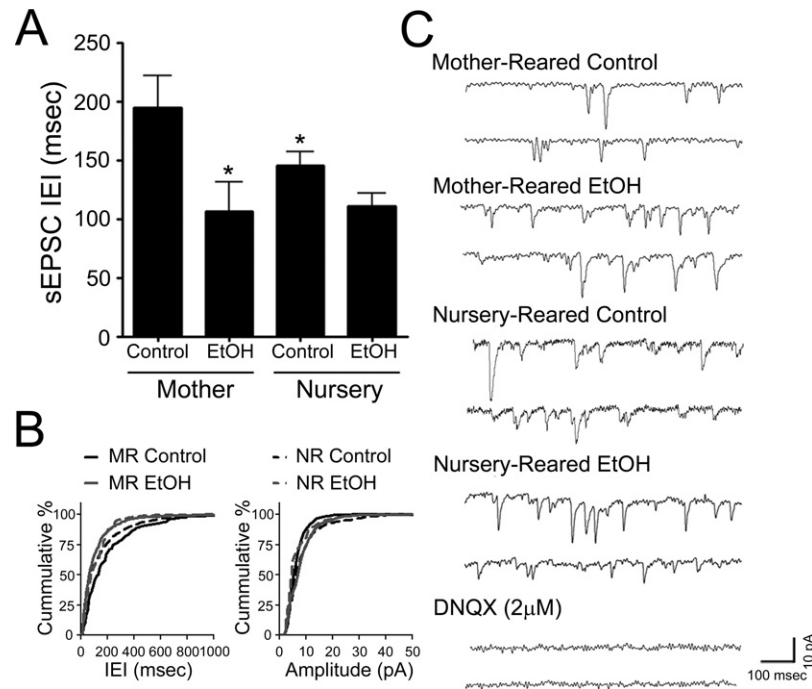 A
sEPSC IEI (msec)
250
200
150
100
50
0
*
*
Control EtOH Control EtOH
Mother Nursery
B
MR Control NR Control
MR EtOH NR EtOH
Cummulative %
100
75
50
25
0
0 200 400 600 800 1000
IEI (msec)
Cummulative %
100
75
50
25
0
0 10 20 30 40 50
Amplitude (pA)
C
Mother-Reared Control
Mother-Reared EtOH
Nursery-Reared Control
Nursery-Reared EtOH
DNQX (2µM)
10 pA
100 msec